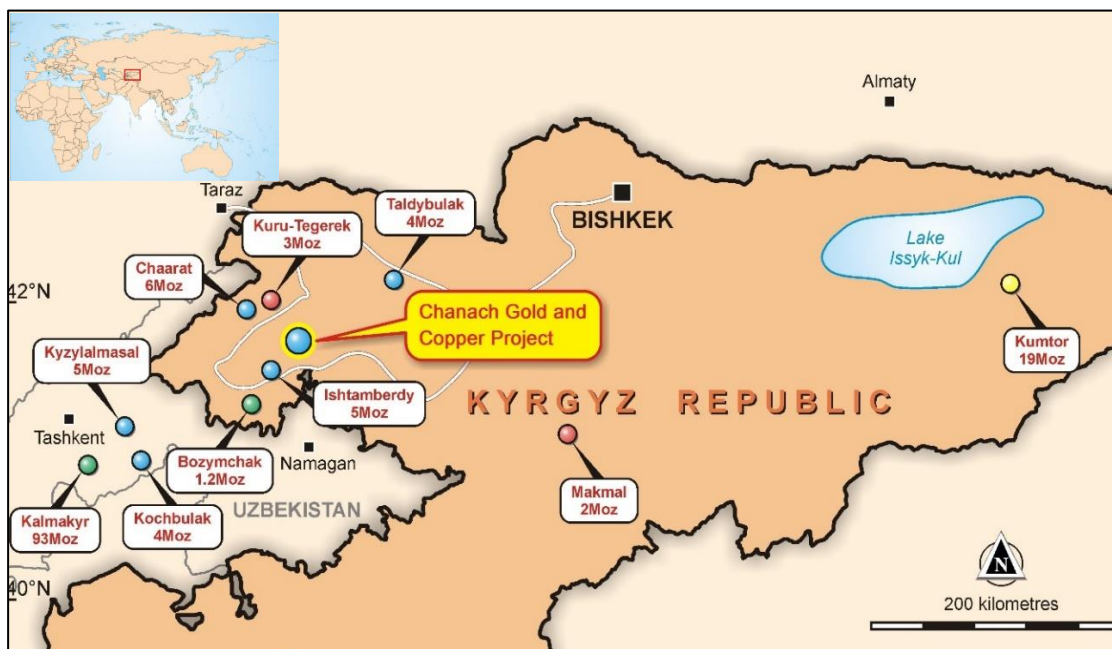 Almaty
Taraz
Taldybulak
4Moz
Kuru-Tegerek
3Moz
BISHKEK
Lake
Issyk-Kul
Chaarat
6Moz
42°N
Chanach Gold and
Copper Project
Kumtor
19Moz
Kyzylalmasal
5Moz
Ishtamberdy
5Moz
KYRGYZ REPUBLIC
Tashkent
Bozymchak
1.2Moz
Namagan
Makmal
2Moz
UZBEKISTAN
Kalmakyr
93Moz
Kochbulak
4Moz
N
40°N
200 kilometres